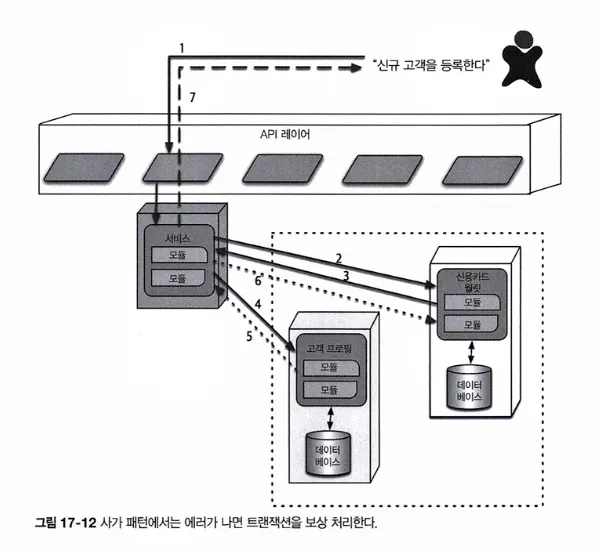 1
"신규 고객을 등록한다"
7
API 레이어
서비스
모듈
모듈
2
3
6
4
5
신용카드
월릿
모듈
모듈
데이터
베이스
고객 프로필
모듈
모듈
데이터
베이스
그림 17-12 사가 패턴에서는 에러가 나면 트랜잭션을 보상 처리한다.